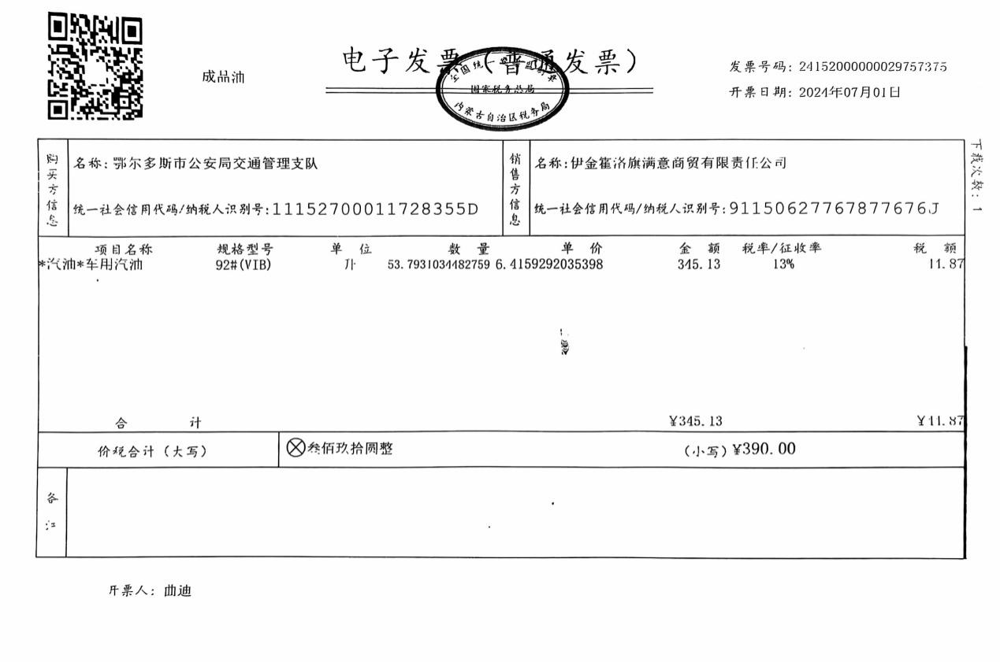 成品油
电子发票（普通发票）
全国统一发票监制章
国家税务总局
内蒙古自治区税务局
发票号码：24152000000029757375
开票日期：2024年07月01日
下载次数：1
购买方信息
名称：鄂尔多斯市公安局交通管理支队
统一社会信用代码/纳税人识别号：11152700011728355D
销售方信息
名称：伊金霍洛旗满意商贸有限责任公司
统一社会信用代码/纳税人识别号：91150627767877676J
项目名称 规格型号 单位 数量 单价 金额 税率/征收率 税额
*汽油*车用汽油 92#(VIB) 升 53.7931034482759 6.4159292035398 345.13 13% 11.87
合计 ¥345.13 ¥11.87
价税合计（大写） 叁佰玖拾圆整 （小写）¥390.00
备注
开票人：曲迪